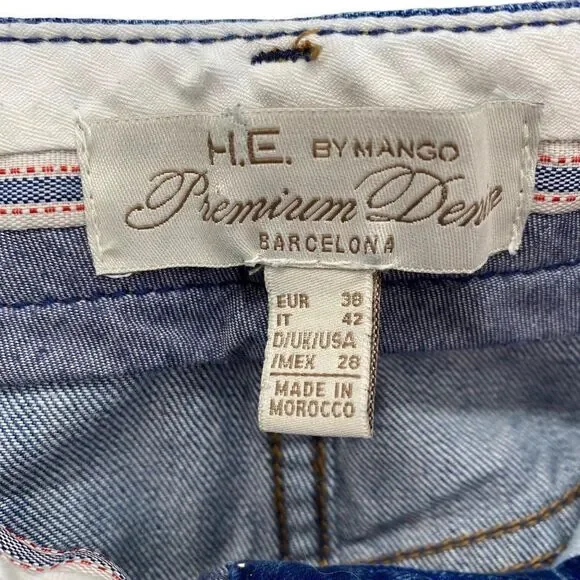 H.E. BY MANGO
Premium Denim
BARCELONA
EUR 38
IT 42
D/UK/USA
/MEX 28
MADE IN
MOROCCO